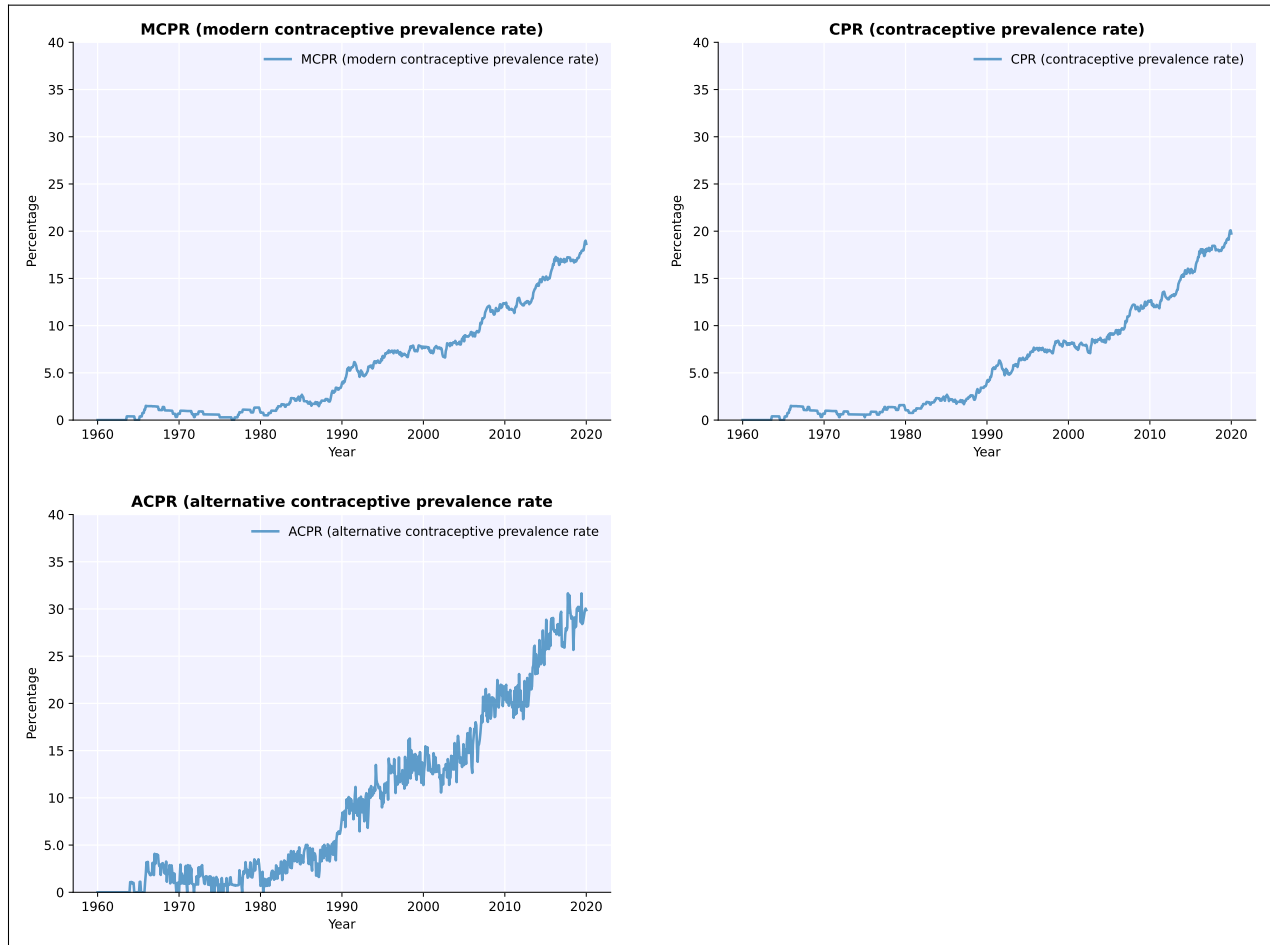 MCPR (modern contraceptive prevalence rate)
40
35
30
25
20
15
10
5.0
0
Percentage
MCPR (modern contraceptive prevalence rate)
1960 1970 1980 1990 2000 2010 2020
Year
CPR (contraceptive prevalence rate)
40
35
30
25
20
15
10
5.0
0
Percentage
CPR (contraceptive prevalence rate)
1960 1970 1980 1990 2000 2010 2020
Year
ACPR (alternative contraceptive prevalence rate
40
35
30
25
20
15
10
5.0
0
Percentage
ACPR (alternative contraceptive prevalence rate
1960 1970 1980 1990 2000 2010 2020
Year